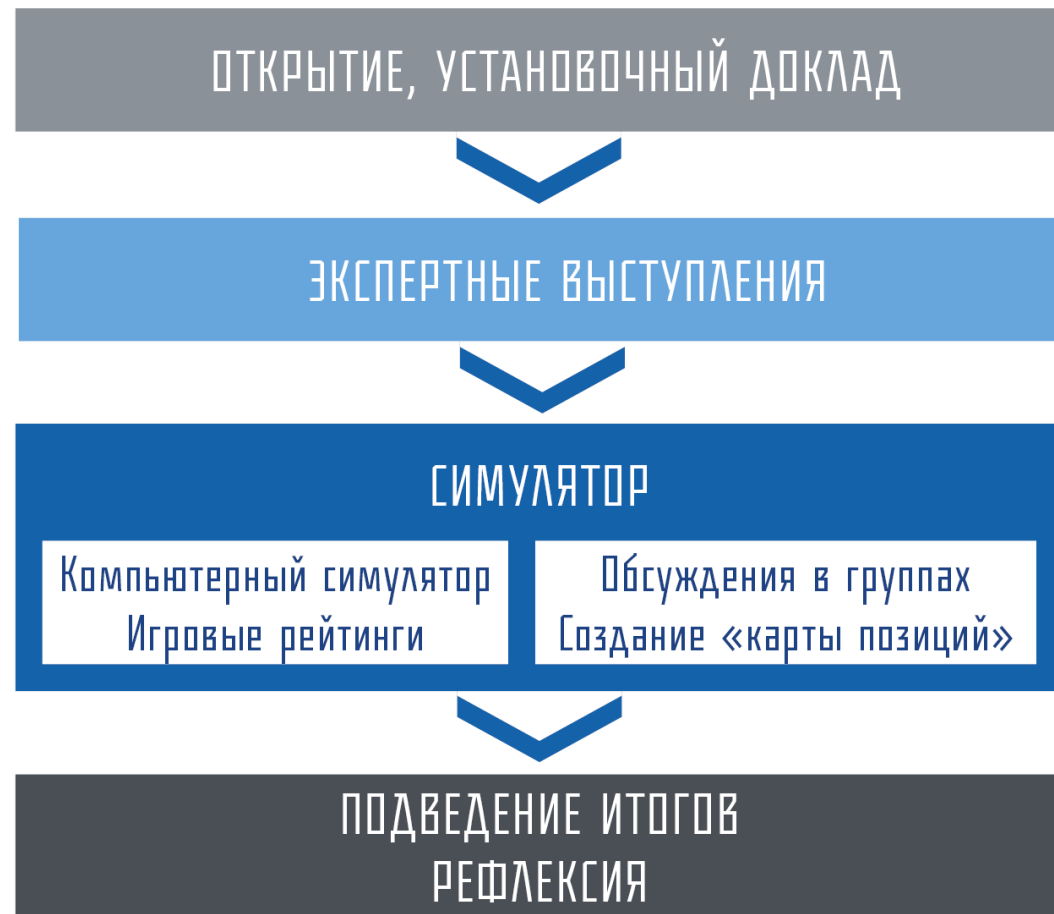 ОТКРЫТИЕ, УСТАНОВОЧНЫЙ ДОКЛАД
ЭКСПЕРТНЫЕ ВЫСТУПЛЕНИЯ
СИМУЛЯТОР
Компьютерный симулятор
Игровые рейтинги
Обсуждения в группах
Создание «карты позиций»
ПОДВЕДЕНИЕ ИТОГОВ
РЕФЛЕКСИЯ